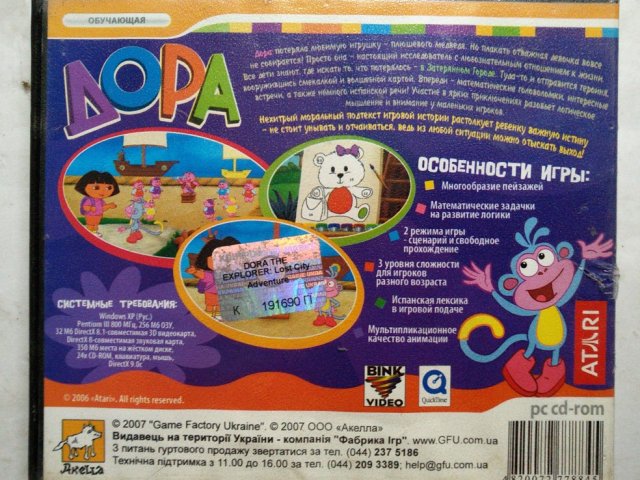 ОБУЧАЮЩАЯ
ДОРА
Дора потеряла любимую игрушку - плюшевого медведя. Но плакать отважная девочка вовсе
не собирается! Просто она - настоящий исследователь с любознательным отношением к жизни.
Все дети знают, где искать то, что потерялось - в Затерянном Городе. Туда-то и отправится героиня,
вооружившись смекалкой и волшебной картой. Впереди - математические головоломки, интересные
встречи, а также немного испанской речи! Участие в ярких приключениях разовьет логическое
мышление и внимание у маленьких игроков.
Нехитрый моральный подтекст игровой истории растолкует ребенку важную истину
- не стоит унывать и отчаиваться, ведь из любой ситуации можно отыскать выход!
ОСОБЕННОСТИ ИГРЫ:
Многообразие пейзажей
Математические задачки
на развитие логики
2 режима игры
- сценарий и свободное
прохождение
3 уровня сложности
для игроков
разного возраста
Испанская лексика
в игровой подаче
Мультипликационное
качество анимации
DORA THE
EXPLORER: Lost City
Adventure
К 191690 П
СИСТЕМНЫЕ ТРЕБОВАНИЯ:
Windows XP (Рус.)
Pentium III 800 МГц, 256 Мб ОЗУ,
32 Мб DirectX 8.1-совместимая 3D видеокарта,
DirectX 8-совместимая звуковая карта,
350 Мб места на жёстком диске,
24x CD-ROM, клавиатура, мышь,
DirectX 9.0c
© 2006 «Atari». All rights reserved.
BINK
VIDEO
QuickTime
ATARI
pc cd-rom
Акелла
© 2007 "Game Factory Ukraine". © 2007 ООО «Акелла»
Видавець на території України - компанія "Фабрика Ігр". www.GFU.com.ua
З питань гуртового продажу звертатися за тел. (044) 237 5186
Технічна підтримка з 11.00 до 16.00 за тел. (044) 209 3389; help@gfu.com.ua
4820072 778845